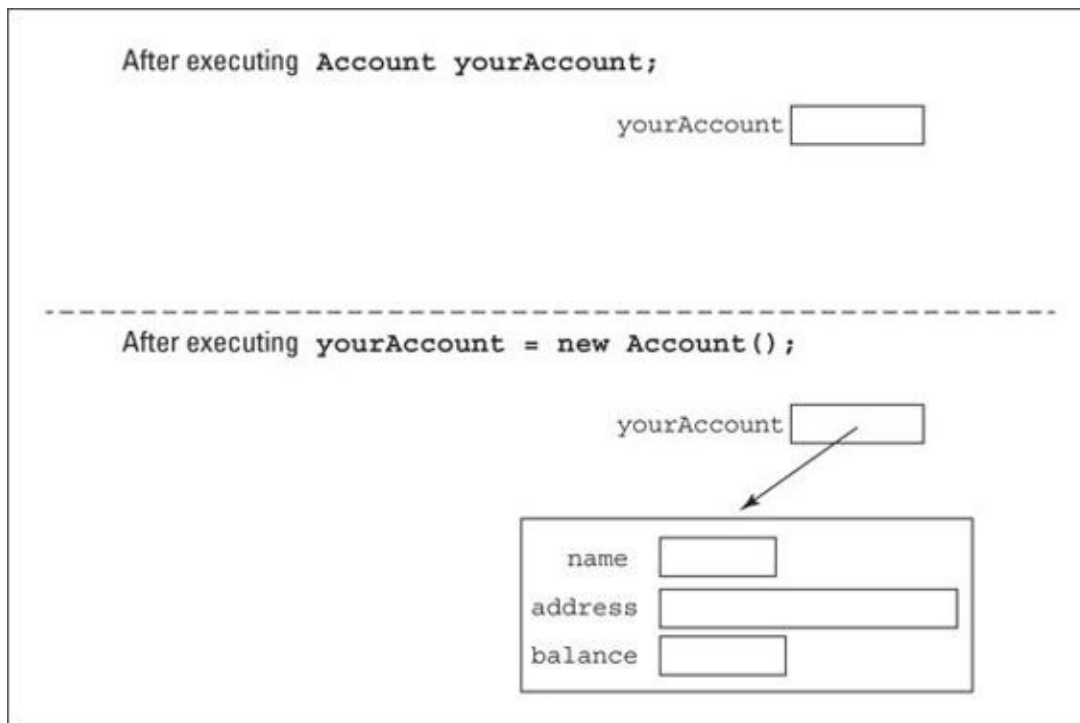 After executing Account yourAccount;
yourAccount
After executing yourAccount = new Account();
yourAccount
name
address
balance